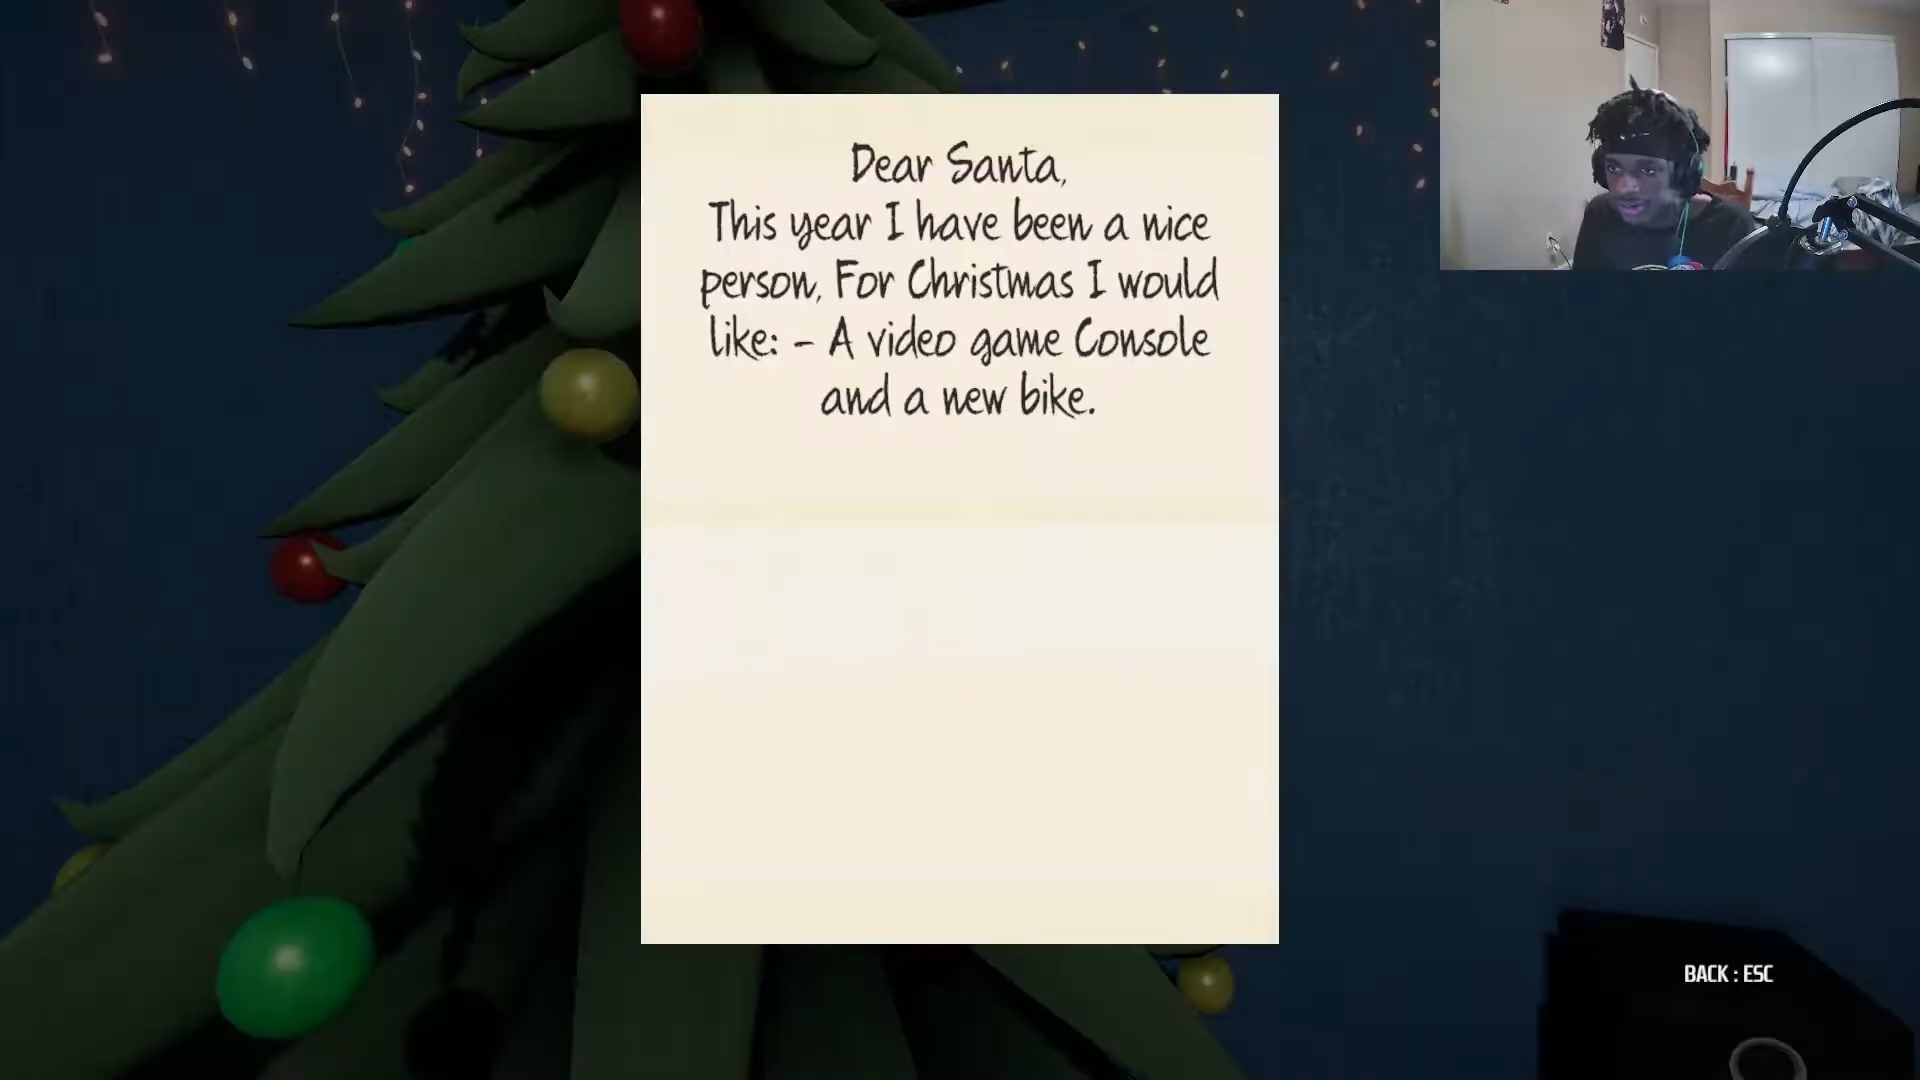 Dear Santa,
This year I have been a nice
person, For Christmas I would
like: - A video game Console
and a new bike.
BACK : ESC